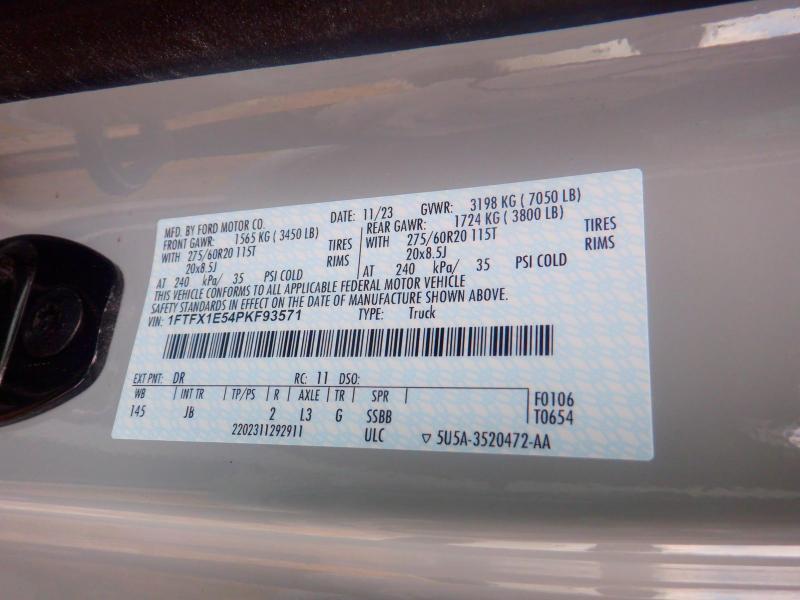 MFD. BY FORD MOTOR CO. DATE: 11/23 GVWR: 3198 KG ( 7050 LB)
FRONT GAWR: 1565 KG ( 3450 LB) REAR GAWR: 1724 KG ( 3800 LB)
WITH 275/60R20 115T TIRES WITH 275/60R20 115T TIRES
20x8.5J RIMS 20x8.5J RIMS
AT 240 kPa/ 35 PSI COLD AT 240 kPa/ 35 PSI COLD
THIS VEHICLE CONFORMS TO ALL APPLICABLE FEDERAL MOTOR VEHICLE
SAFETY STANDARDS IN EFFECT ON THE DATE OF MANUFACTURE SHOWN ABOVE.
VIN: 1FTFX1E54PKF93571 TYPE: Truck
EXT PNT: DR RC: 11 DSO:
WB INT TR TP/PS R AXLE TR SPR F0106
145 JB 2 L3 G SSBB T0654
2202311292911 ULC ▽ 5U5A-3520472-AA